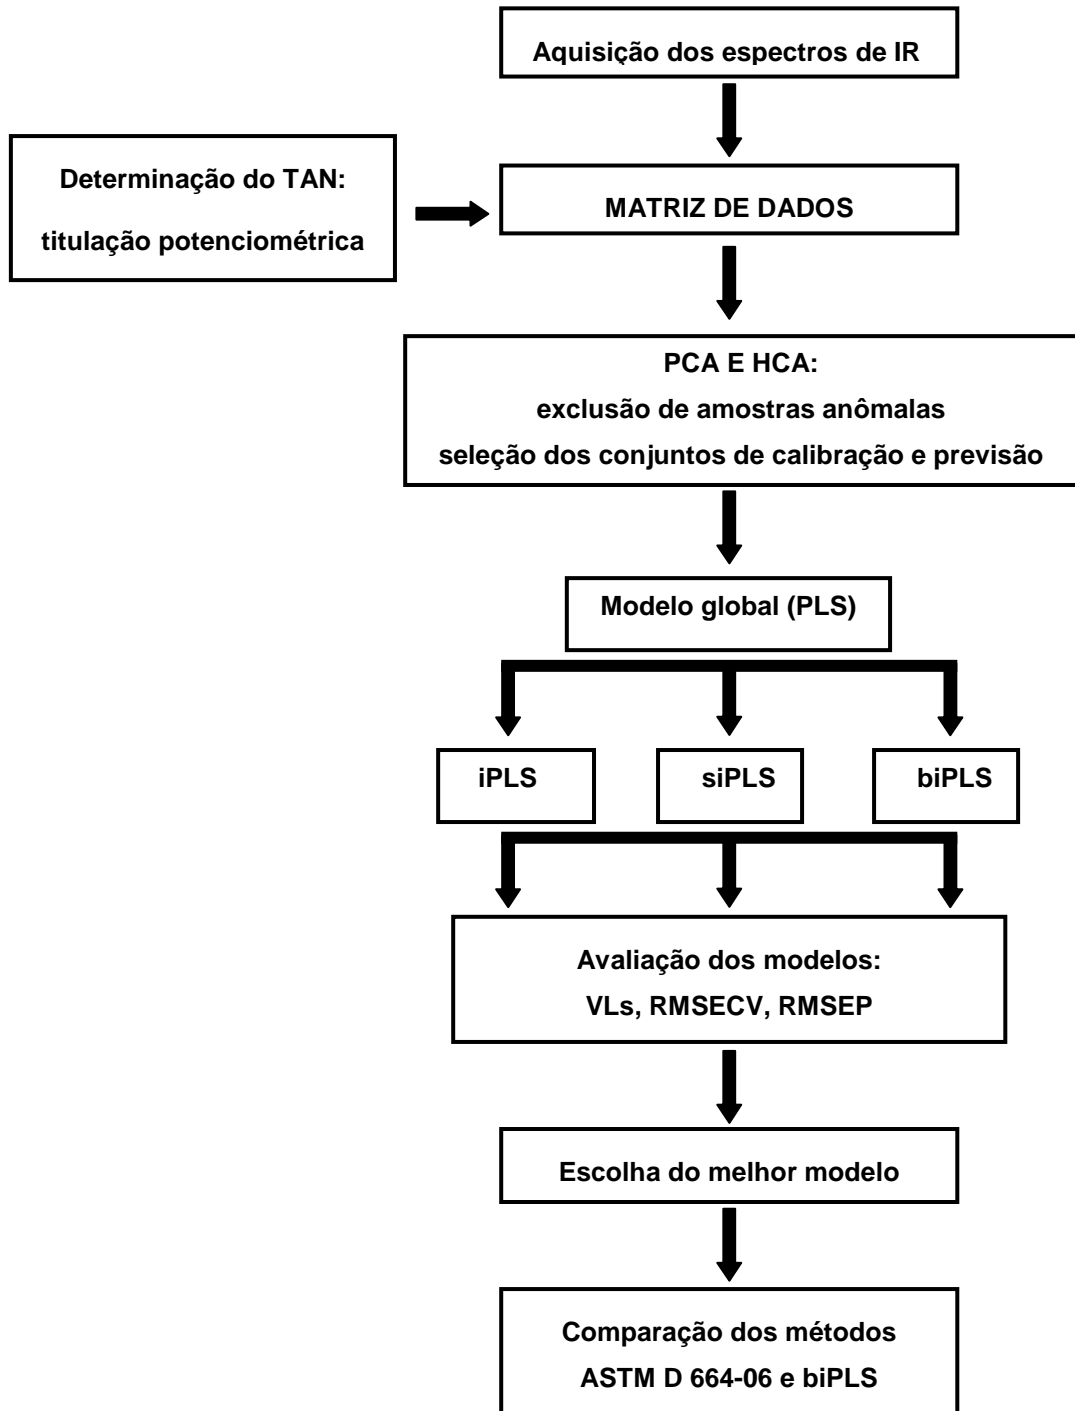 Aquisição dos espectros de IR
Determinação do TAN:
titulação potenciométrica
MATRIZ DE DADOS
PCA E HCA:
exclusão de amostras anômalas
seleção dos conjuntos de calibração e previsão
Modelo global (PLS)
iPLS
siPLS
biPLS
Avaliação dos modelos:
VLs, RMSECV, RMSEP
Escolha do melhor modelo
Comparação dos métodos
ASTM D 664-06 e biPLS